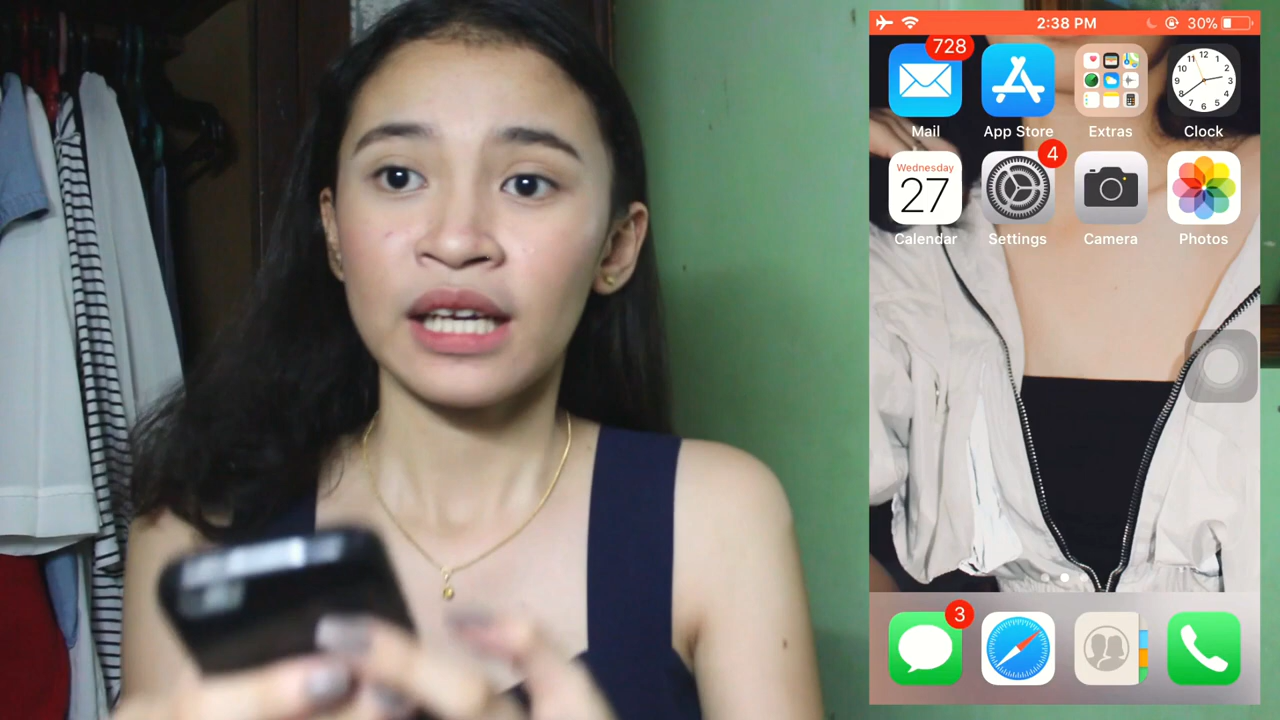 2:38 PM 30%
728
Mail App Store Extras Clock
4
Wednesday
27
Calendar Settings Camera Photos
3